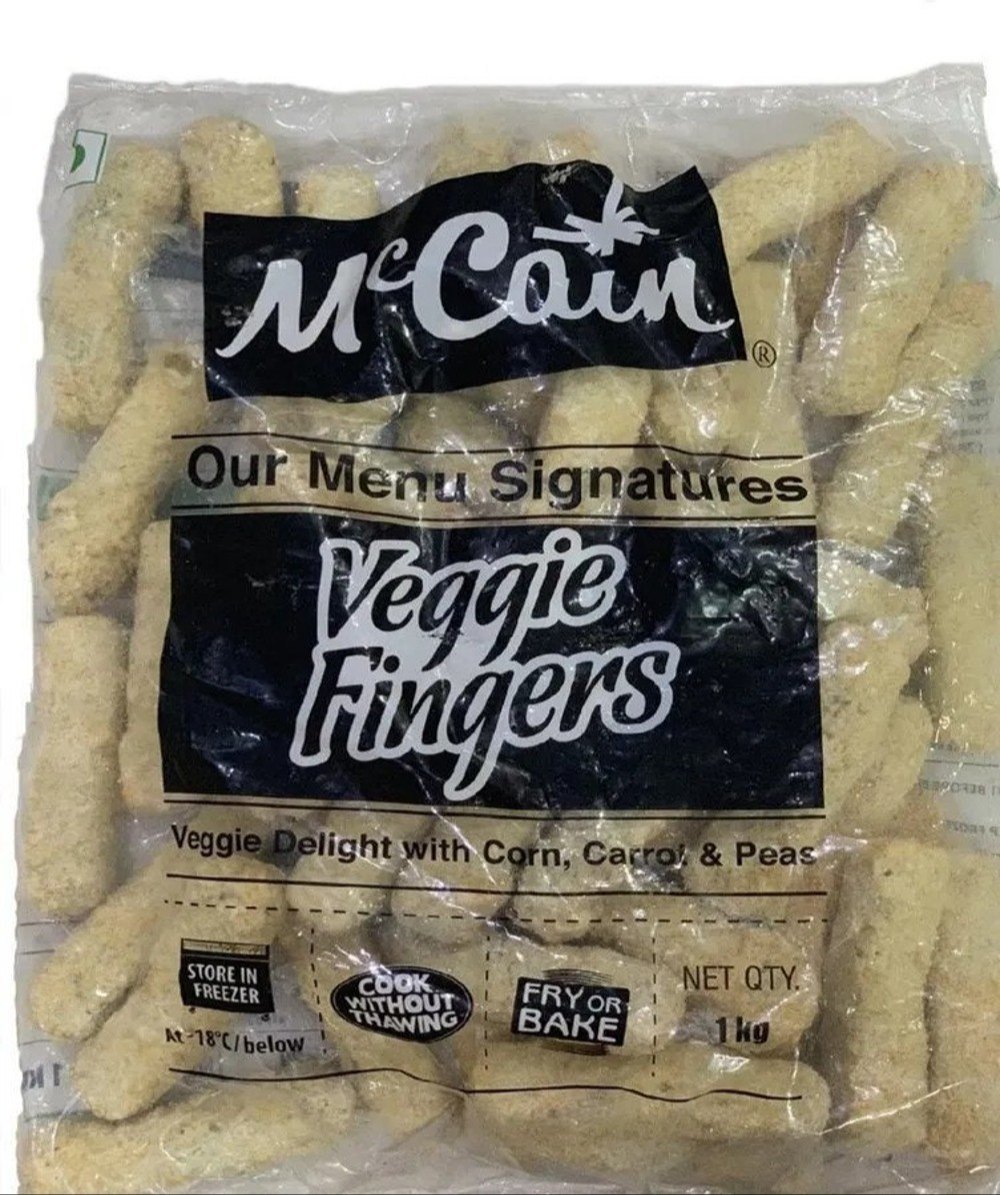 McCain
®
Our Menu Signatures
Veggie
Fingers
Veggie Delight with Corn, Carrot & Peas
STORE IN
FREEZER
At -18°C/below
COOK
WITHOUT
THAWING
FRY OR
BAKE
NET QTY.
1 kg